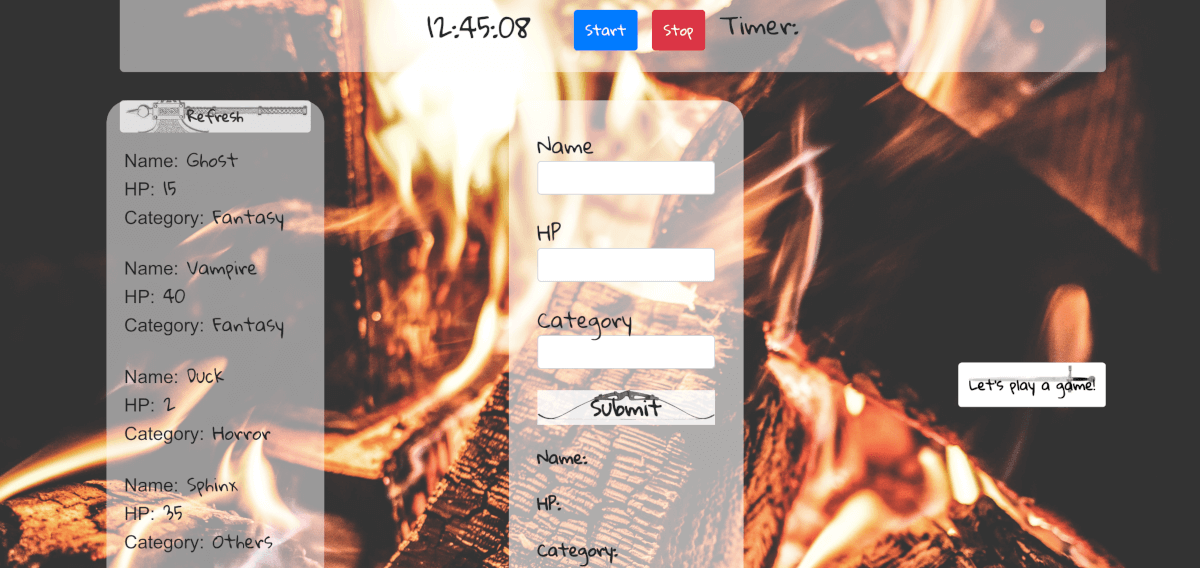 12:45:08 Start Stop Timer:
Refresh
Name: Ghost
HP: 15
Category: Fantasy
Name: Vampire
HP: 40
Category: Fantasy
Name: Duck
HP: 2
Category: Horror
Name: Sphinx
HP: 35
Category: Others
Name
HP
Category
Submit
Name:
HP:
Category:
Let's play a game!